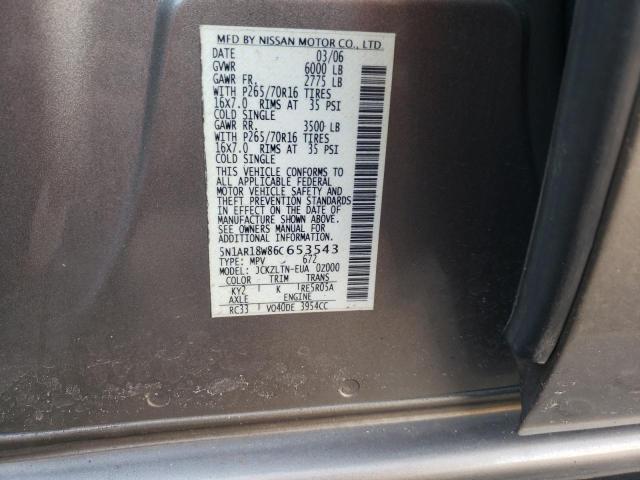 MFD BY NISSAN MOTOR CO., LTD
DATE 03/06
GVWR 6000 LB
GAWR FR. 2775 LB
WITH P265/70R16 TIRES
16X7.0 RIMS AT 35 PSI
COLD SINGLE
GAWR RR. 3500 LB
WITH P265/70R16 TIRES
16X7.0 RIMS AT 35 PSI
COLD SINGLE
THIS VEHICLE CONFORMS TO
ALL APPLICABLE FEDERAL
MOTOR VEHICLE SAFETY AND
THEFT PREVENTION STANDARDS
IN EFFECT ON THE DATE OF
MANUFACTURE SHOWN ABOVE.
SEE OWNERS MANUAL FOR
ADDITIONAL INFORMATION.
5N1AR18W86C653543
TYPE: MPV 672
MODEL: JCKZLTN-EUA 0Z000
COLOR TRIM TRANS
KY2 K RE5R05A
AXLE ENGINE
RC33 VQ40DE 3954CC